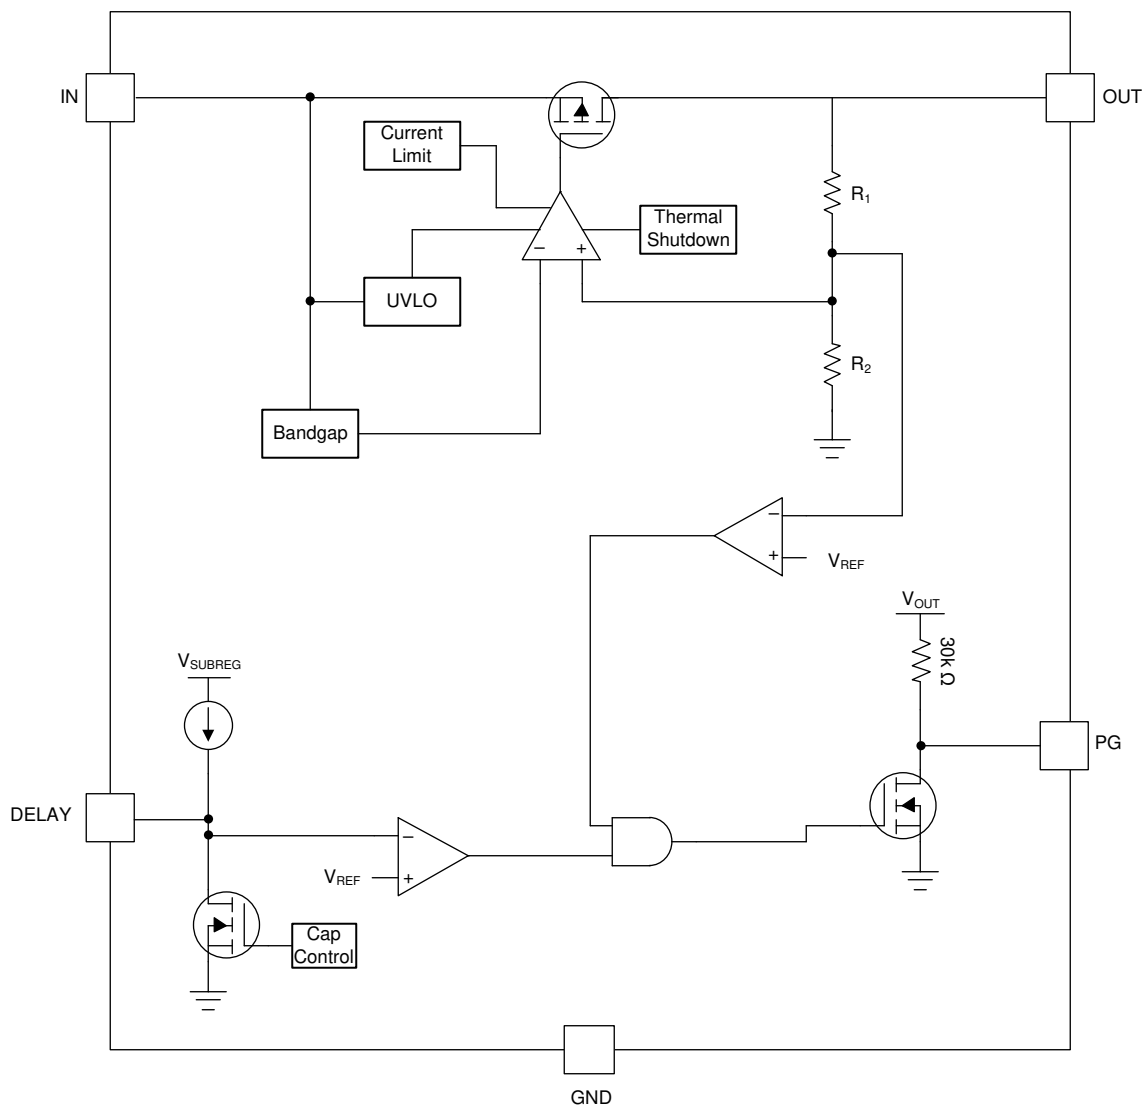 IN
OUT
Current
Limit
R1
Thermal
Shutdown
− +
UVLO
R2
Bandgap
−
+
VREF
VOUT
30k Ω
VSUBREG
PG
DELAY
−
VREF
+
Cap
Control
GND